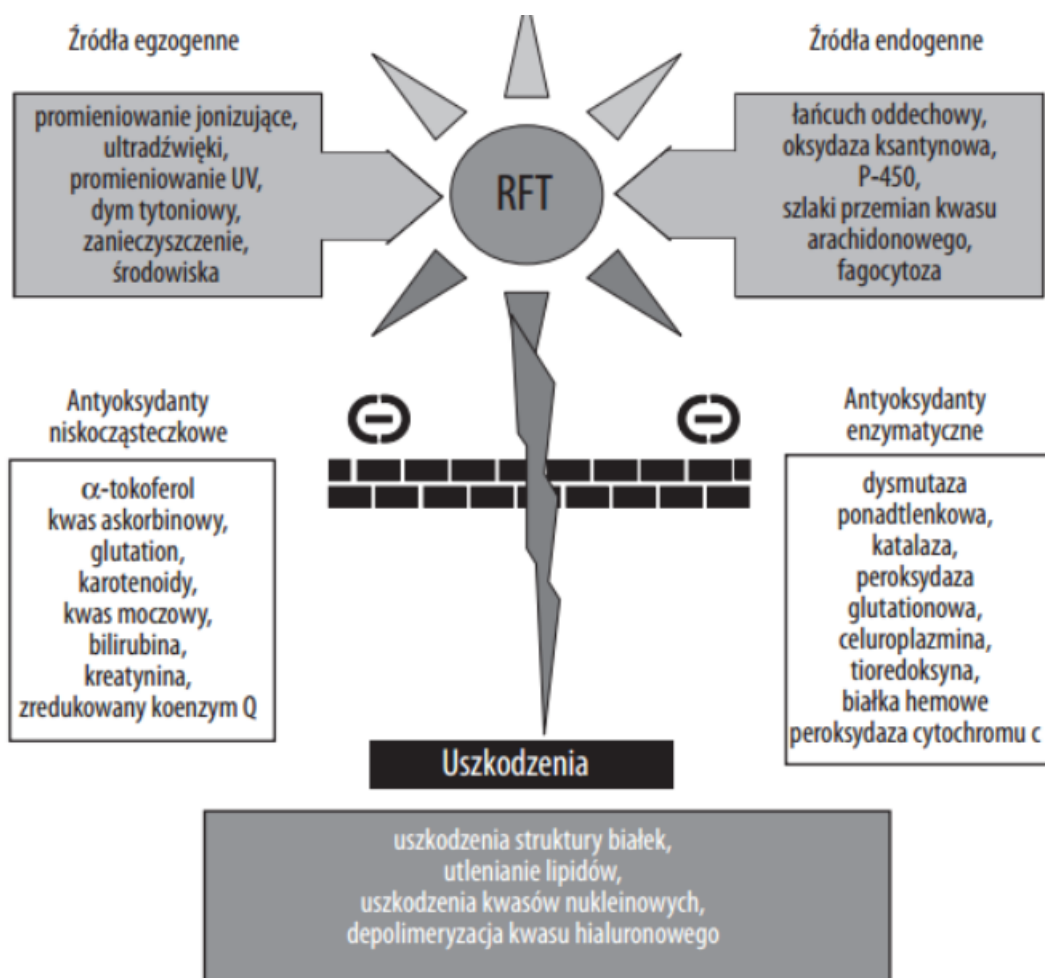 Źródła egzogenne
promieniowanie jonizujące,
ultradźwięki,
promieniowanie UV,
dym tytoniowy,
zanieczyszczenie,
środowiska
RFT
Źródła endogenne
łańcuch oddechowy,
oksydaza ksantynowa,
P-450,
szlaki przemian kwasu
arachidonowego,
fagocytoza
Antyoksydanty
niskocząsteczkowe
α-tokoferol
kwas askorbinowy,
glutation,
karotenoidy,
kwas moczowy,
bilirubina,
kreatynina,
zredukowany koenzym Q
Antyoksydanty
enzymatyczne
dysmutaza
ponadtlenkowa,
katalaza,
peroksydaza
glutationowa,
celuroplazmina,
tioredoksyna,
białka hemowe
peroksydaza cytochromu c
Uszkodzenia
uszkodzenia struktury białek,
utlenianie lipidów,
uszkodzenia kwasów nukleinowych,
depolimeryzacja kwasu hialuronowego